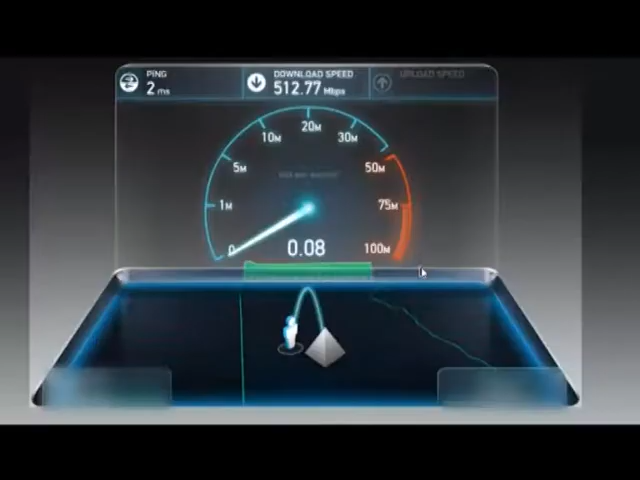 PING
2 ms
DOWNLOAD SPEED
512.77 Mbps
UPLOAD SPEED
20M
10M
30M
5M
50M
1M
75M
0
0.08
100M